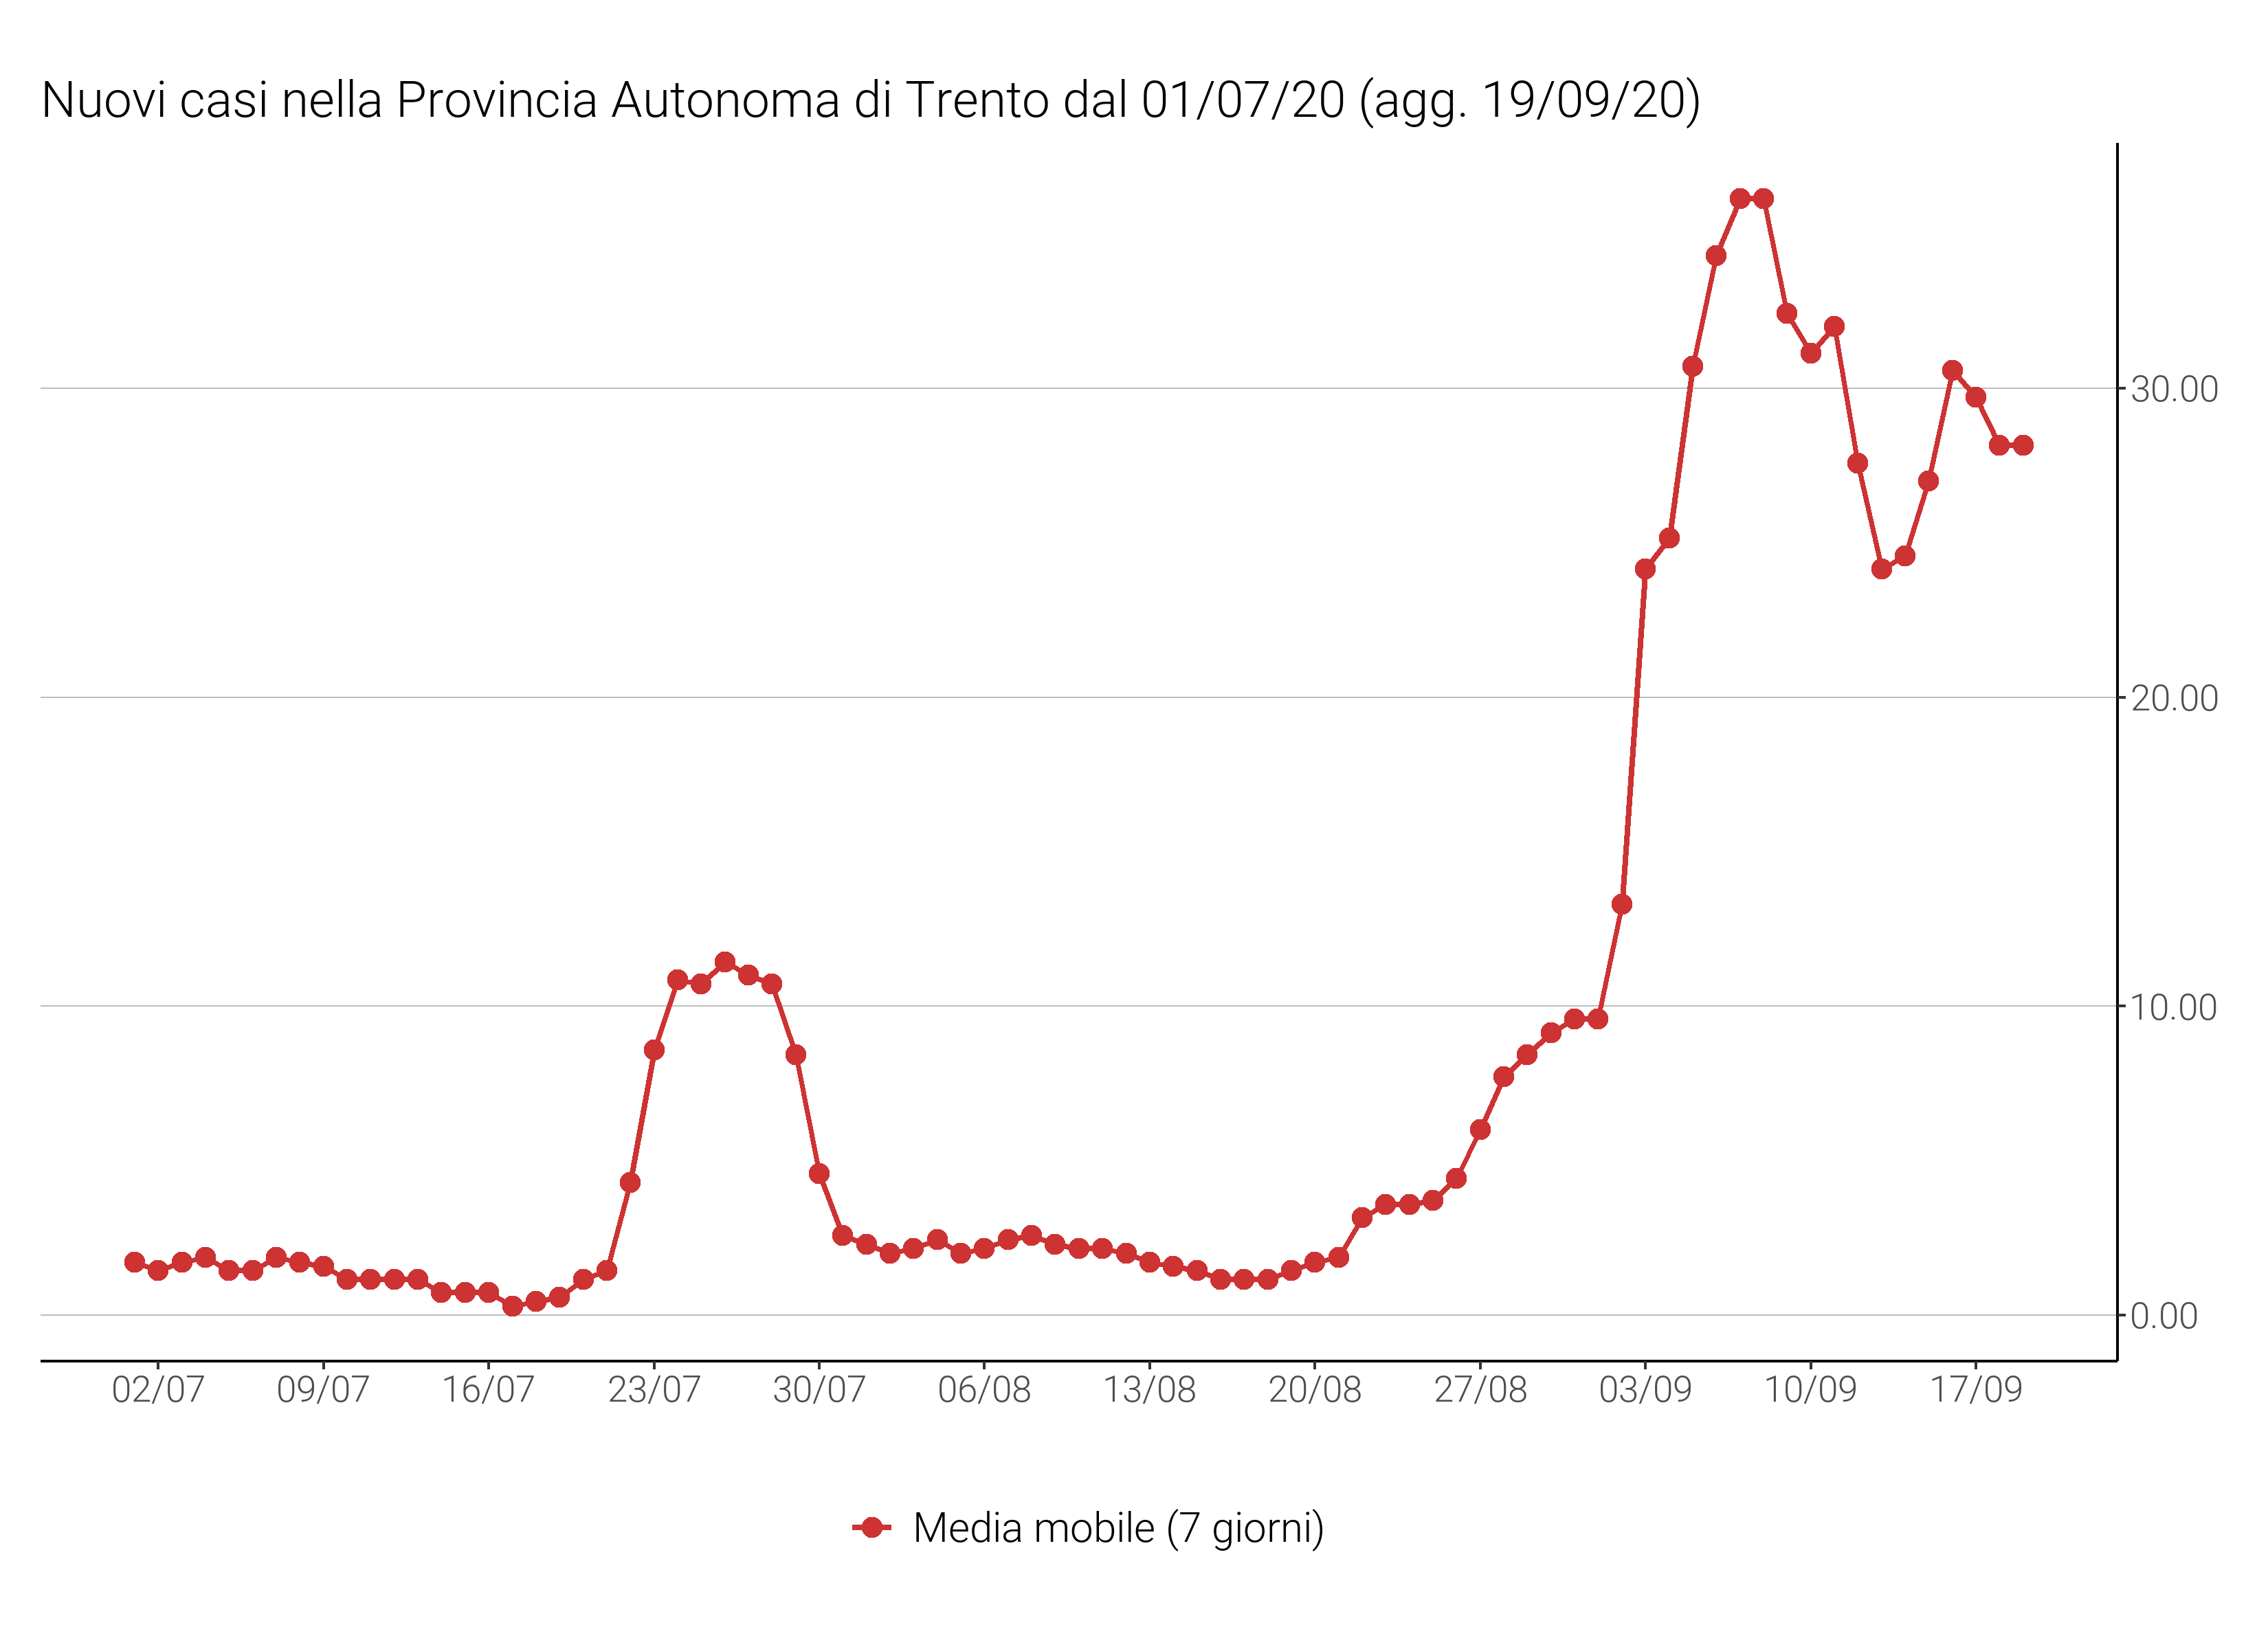 Nuovi casi nella Provincia Autonoma di Trento dal 01/07/20 (agg. 19/09/20)
30.00
20.00
10.00
0.00
02/07 09/07 16/07 23/07 30/07 06/08 13/08 20/08 27/08 03/09 10/09 17/09
Media mobile (7 giorni)